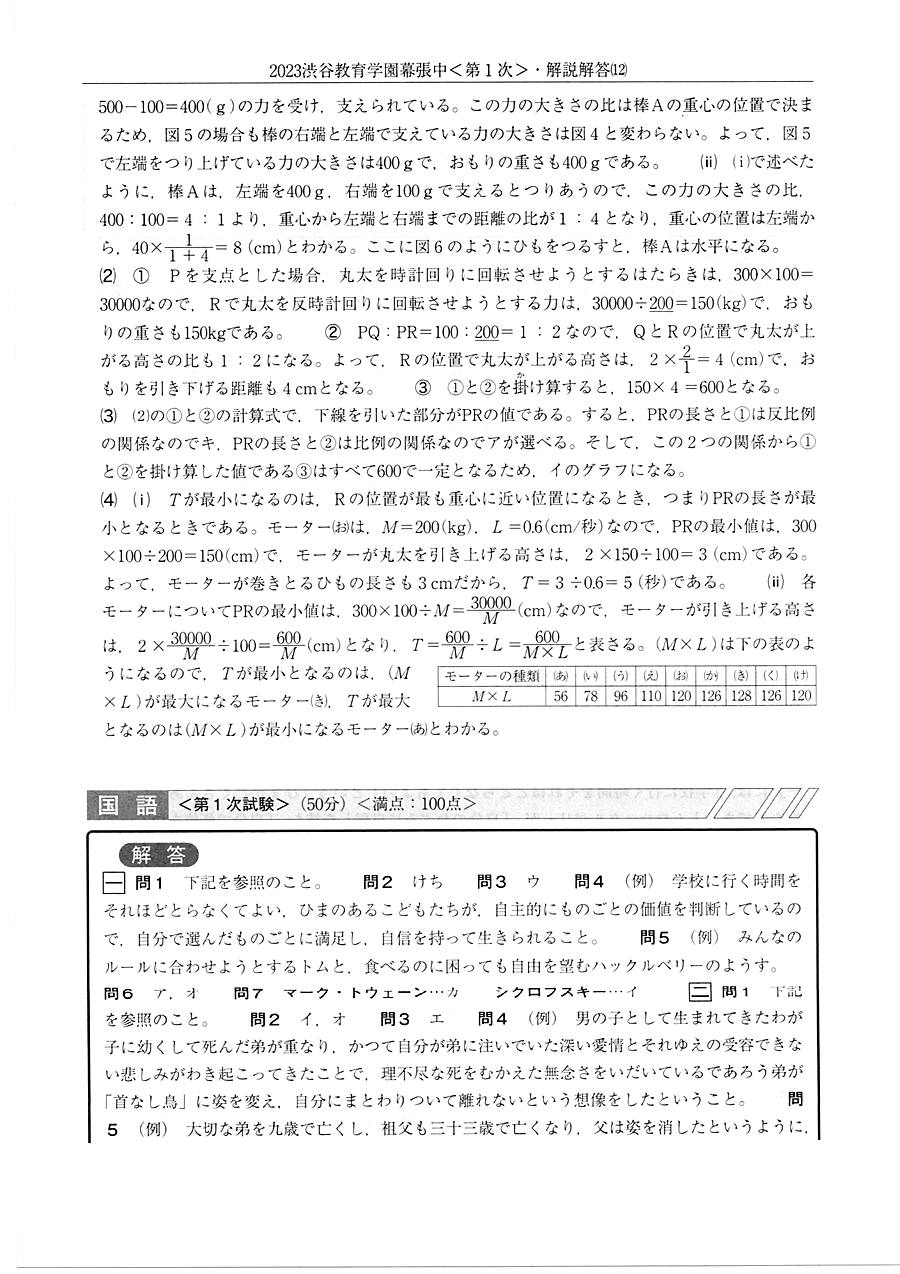 2023渋谷教育学園幕張中＜第１次＞・解説解答⑿
500－100＝400(ｇ)の力を受け，支えられている。この力の大きさの比は棒Ａの重心の位置で決ま
るため，図５の場合も棒の右端と左端で支えている力の大きさは図４と変わらない。よって，図５
で左端をつり上げている力の大きさは400ｇで，おもりの重さも400ｇである。　(ii)　(ⅰ)で述べた
ように，棒Ａは，左端を400ｇ，右端を100ｇで支えるとつりあうので，この力の大きさの比，
400：100＝４：１より，重心から左端と右端までの距離の比が１：４となり，重心の位置は左端か
ら，40×1/(1＋4)＝８(cm)とわかる。ここに図６のようにひもをつるすと，棒Ａは水平になる。
⑵　①　Ｐを支点とした場合，丸太を時計回りに回転させようとするはたらきは，300×100＝
30000なので，Ｒで丸太を反時計回りに回転させようとする力は，30000÷200＝150(kg)で，おも
りの重さも150kgである。　②　PQ：PR＝100：200＝１：２なので，ＱとＲの位置で丸太が上
がる高さの比も１：２になる。よって，Ｒの位置で丸太が上がる高さは，２×2/1＝４(cm)で，お
もりを引き下げる距離も４cmとなる。　③　①と②を掛け算すると，150×４＝600となる。
⑶　⑵の①と②の計算式で，下線を引いた部分がPRの値である。すると，PRの長さと①は反比例
の関係なのでキ，PRの長さと②は比例の関係なのでアが選べる。そして，この２つの関係から①
と②を掛け算した値である③はすべて600で一定となるため，イのグラフになる。
⑷　(ⅰ)　Tが最小になるのは，Ｒの位置が最も重心に近い位置になるとき，つまりPRの長さが最
小となるときである。モーター(お)は，M＝200(kg)，L＝0.6(cm/秒)なので，PRの最小値は，300
×100÷200＝150(cm)で，モーターが丸太を引き上げる高さは，２×150÷100＝３(cm)である。
よって，モーターが巻きとるひもの長さも３cmだから，T＝３÷0.6＝５(秒)である。　(ii)　各
モーターについてPRの最小値は，300×100÷M＝30000/M(cm)なので，モーターが引き上げる高さ
は，２×30000/M÷100＝600/M(cm)となり，T＝600/M÷L＝600/(M×L)と表さる。(M×L)は下の表のよ
うになるので，Tが最小となるのは，(M
×L)が最大になるモーター(き)，Tが最大
となるのは(M×L)が最小になるモーター(あ)とわかる。
モーターの種類 (あ) (い) (う) (え) (お) (か) (き) (く) (け)
M×L 56 78 96 110 120 126 128 126 120
国語 ＜第１次試験＞（50分）＜満点：100点＞
解答
一 問１　下記を参照のこと。　問２　けち　問３　ウ　問４　（例）　学校に行く時間を
それほどとらなくてよい，ひまのあるこどもたちが，自主的にものごとの価値を判断しているの
で，自分で選んだものごとに満足し，自信を持って生きられること。　問５　（例）　みんなの
ルールに合わせようとするトムと，食べるのに困っても自由を望むハックルベリーのようす。
問６　ア，オ　問７　マーク・トウェーン…カ　シクロフスキー…イ　二 問１　下記
を参照のこと。　問２　イ，オ　問３　エ　問４　（例）　男の子として生まれてきたわが
子に幼くして死んだ弟が重なり，かつて自分が弟に注いでいた深い愛情とそれゆえの受容できな
い悲しみがわき起こってきたことで，理不尽な死をむかえた無念さをいだいているであろう弟が
「首なし鳥」に姿を変え，自分にまとわりついて離れないという想像をしたということ。　問
５　（例）　大切な弟を九歳で亡くし，祖父も三十三歳で亡くなり，父は姿を消したというように，